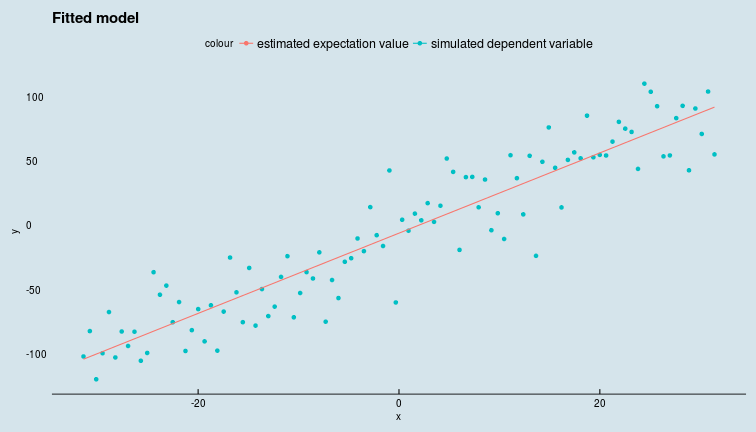 Fitted model
colour estimated expectation value simulated dependent variable
100
50
0
y
-50
-100
-20 0 20
x